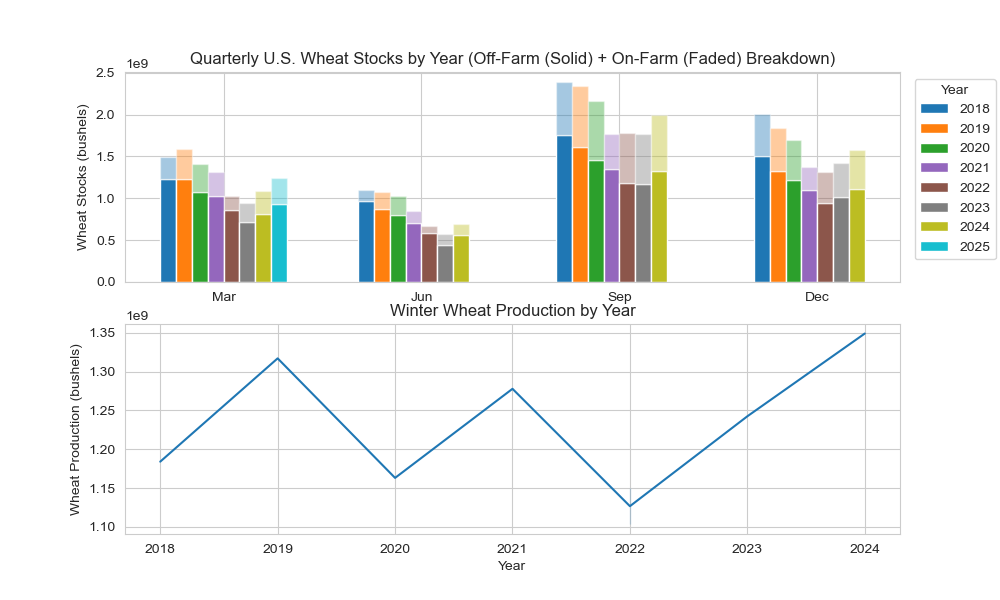 Quarterly U.S. Wheat Stocks by Year (Off-Farm (Solid) + On-Farm (Faded) Breakdown)
1e9
2.5
2.0
1.5
1.0
0.5
0.0
Wheat Stocks (bushels)
Mar
Jun
Sep
Dec
Year
2018
2019
2020
2021
2022
2023
2024
2025
Winter Wheat Production by Year
1e9
1.35
1.30
1.25
1.20
1.15
1.10
Wheat Production (bushels)
2018
2019
2020
2021
2022
2023
2024
Year